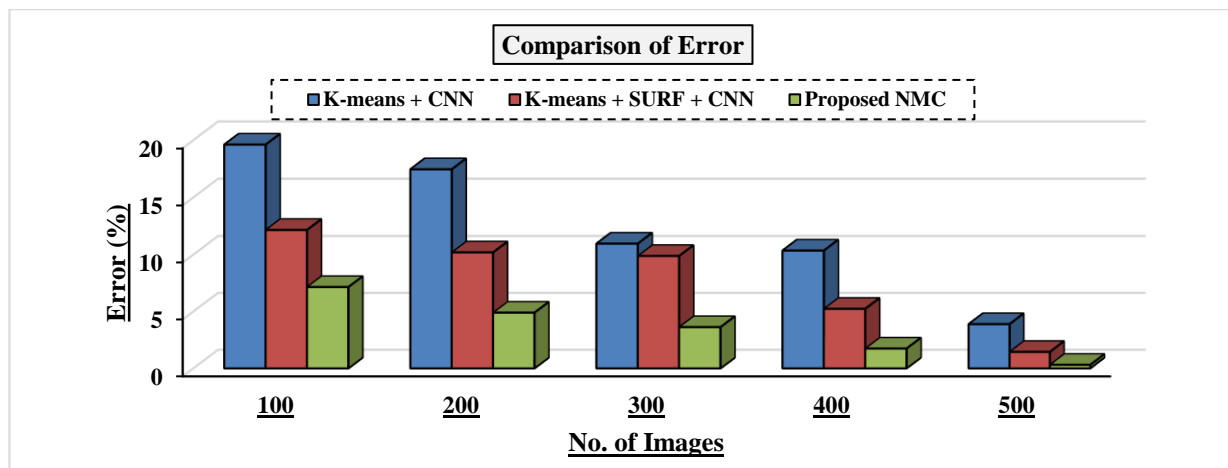 Comparison of Error
K-means + CNN K-means + SURF + CNN Proposed NMC
20
15
10
5
0
Error (%)
100 200 300 400 500
No. of Images